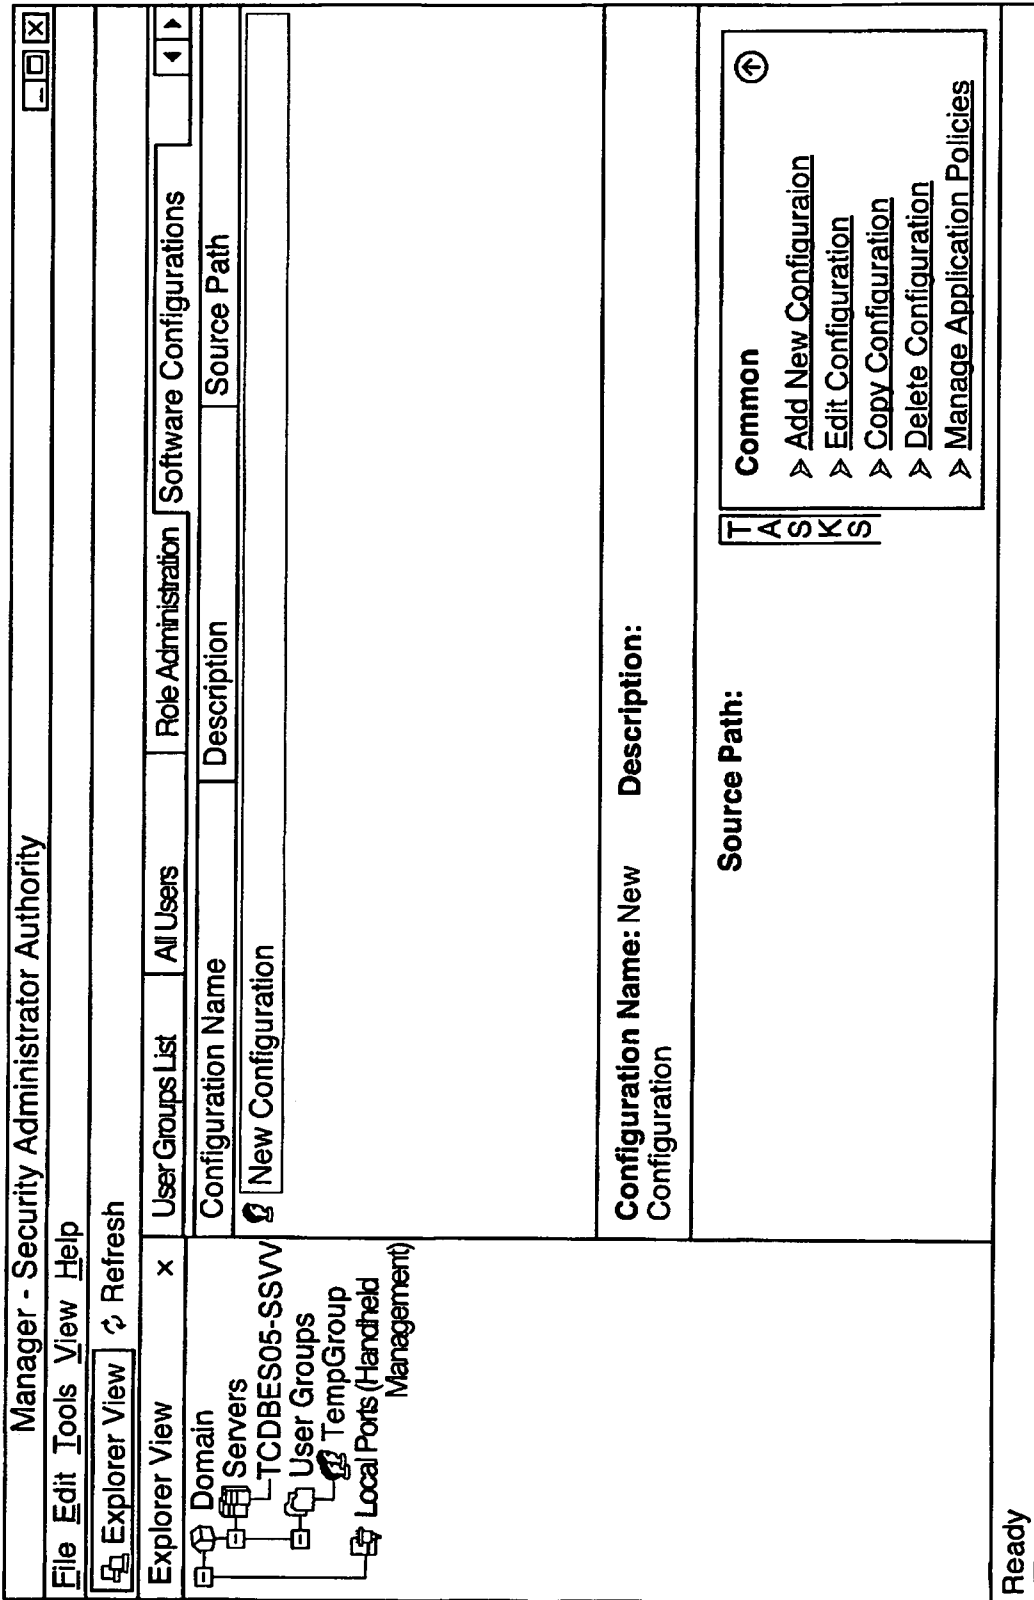 Manager - Security Administrator Authority
File Edit Tools View Help
Explorer View Refresh
Explorer View x
Domain
Servers
TCDBES05-SSVV
User Groups
TempGroup
Local Ports (Handheld
Management)
User Groups List All Users Role Administration Software Configurations
Configuration Name Description Source Path
New Configuration
Configuration Name: New
Configuration
Description:
Source Path:
TASKS
Common
Add New Configuraion
Edit Configuration
Copy Configuration
Delete Configuration
Manage Application Policies
Ready